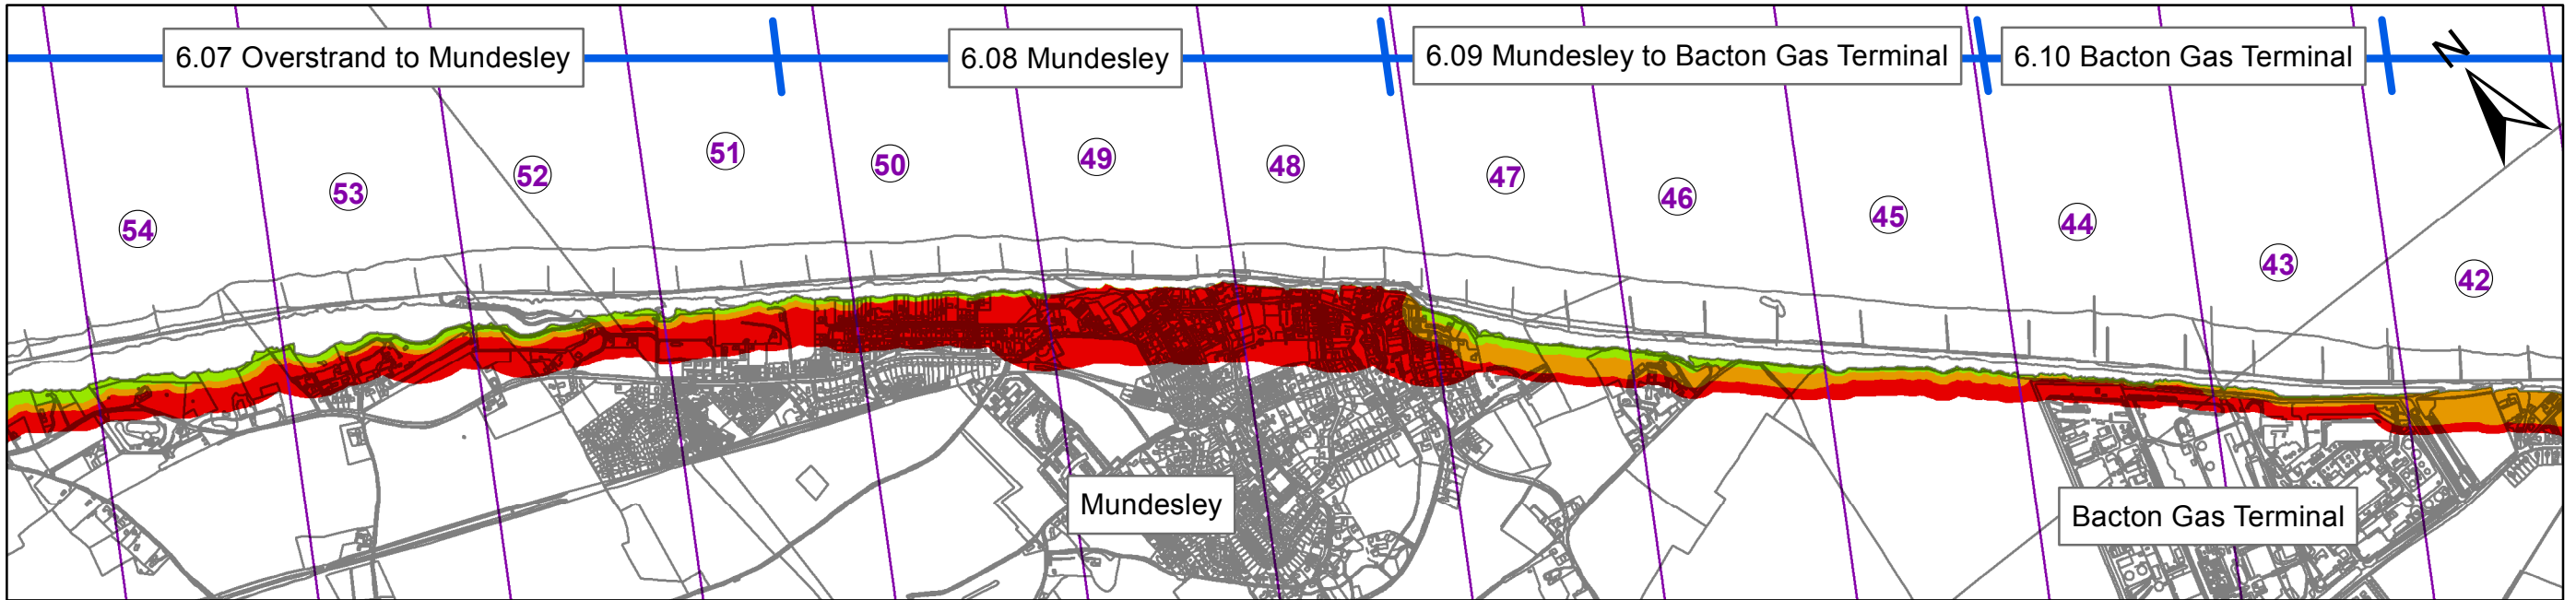 6.07 Overstrand to Mundesley
6.08 Mundesley
6.09 Mundesley to Bacton Gas Terminal
6.10 Bacton Gas Terminal
N
54
53
52
51
50
49
48
47
46
45
44
43
42
Mundesley
Bacton Gas Terminal